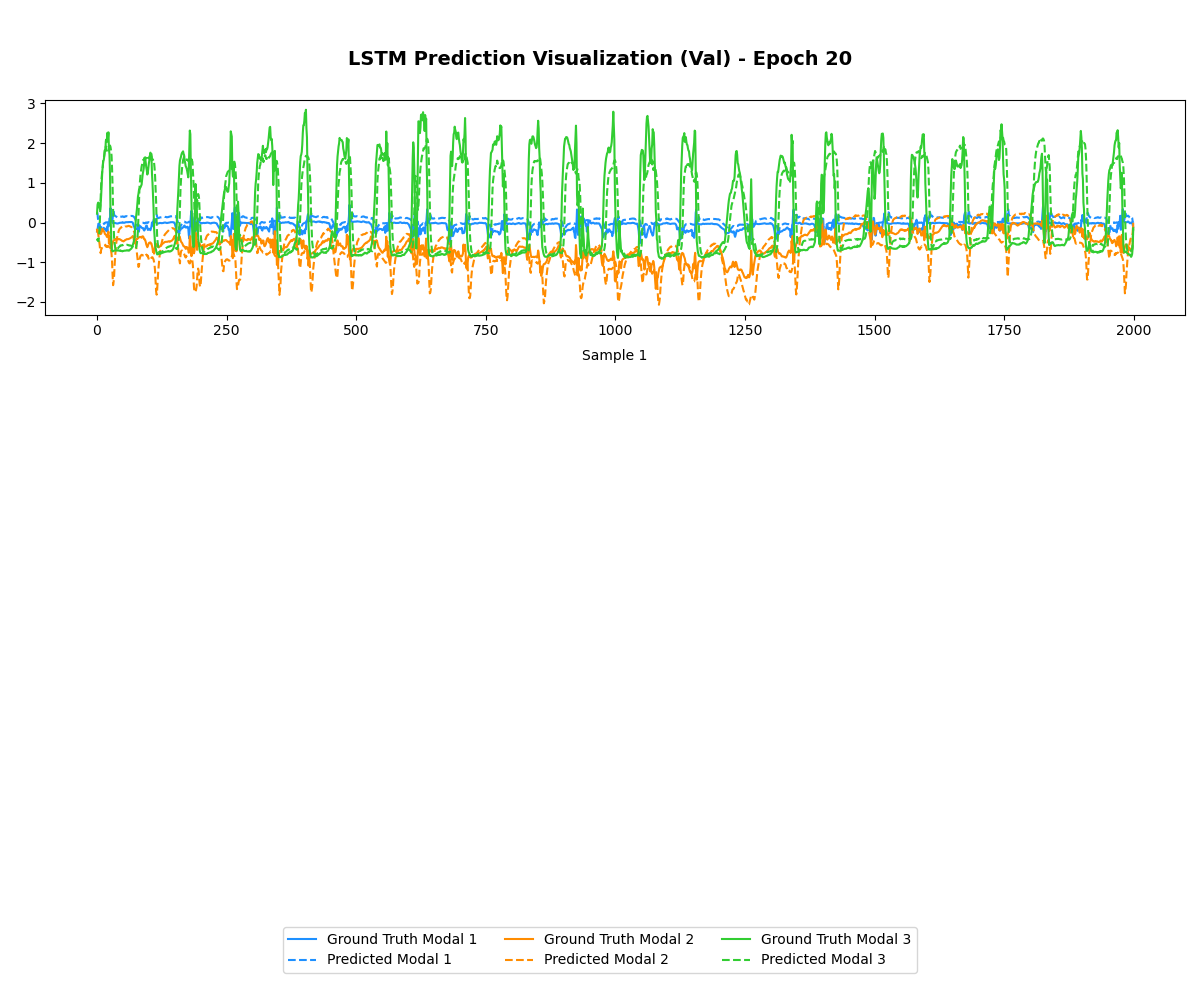 LSTM Prediction Visualization (Val) - Epoch 20
3
2
1
0
−1
−2
0 250 500 750 1000 1250 1500 1750 2000
Sample 1
Ground Truth Modal 1 Ground Truth Modal 2 Ground Truth Modal 3
Predicted Modal 1 Predicted Modal 2 Predicted Modal 3